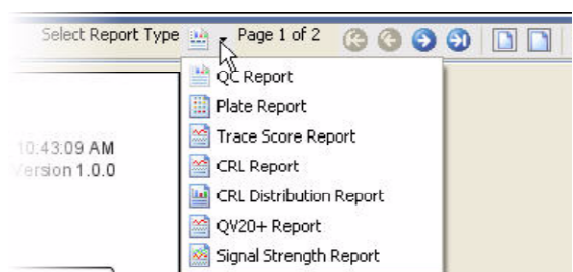 Select Report Type Page 1 of 2
QC Report
Plate Report
Trace Score Report
CRL Report
CRL Distribution Report
QV20+ Report
Signal Strength Report
10:43:09 AM
Version 1.0.0